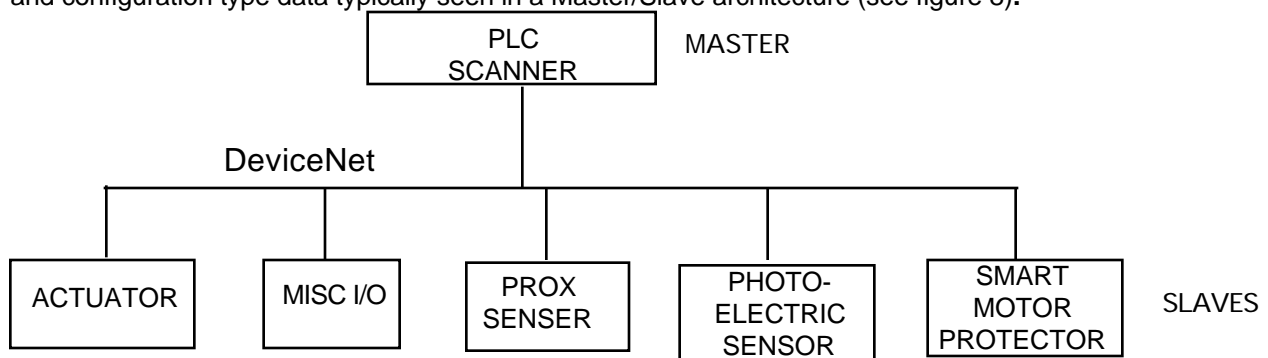 and configuration type data typically seen in a Master/Slave architecture (see figure 3).
PLC
SCANNER
MASTER
DeviceNet
ACTUATOR
MISC I/O
PROX
SENSER
PHOTO-
ELECTRIC
SENSOR
SMART
MOTOR
PROTECTOR
SLAVES